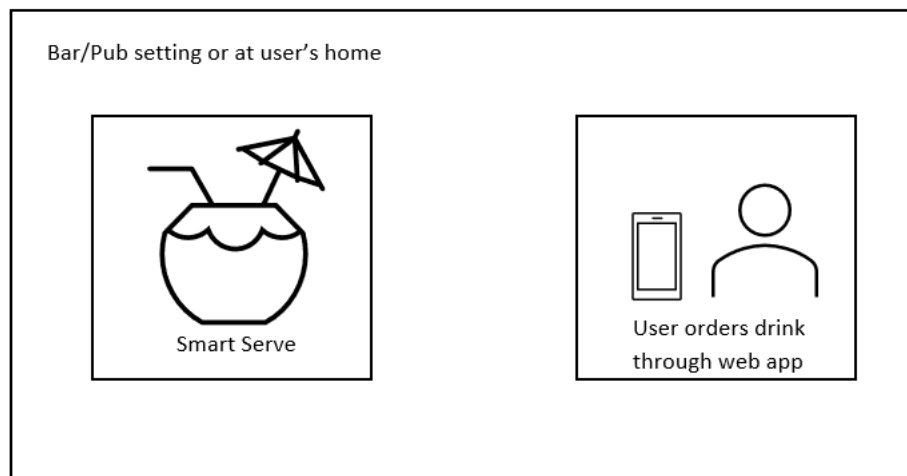 Bar/Pub setting or at user’s home
Smart Serve
User orders drink
through web app